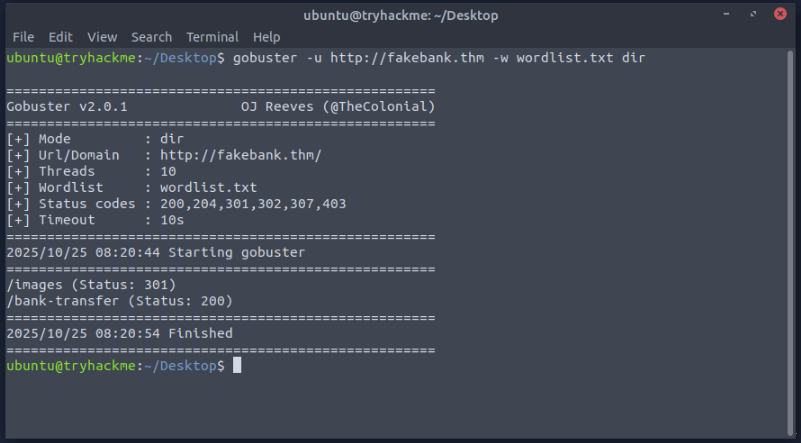 ubuntu@tryhackme: ~/Desktop
File Edit View Search Terminal Help
ubuntu@tryhackme:~/Desktop$ gobuster -u http://fakebank.thm -w wordlist.txt dir
=====================================================
Gobuster v2.0.1              OJ Reeves (@TheColonial)
=====================================================
[+] Mode         : dir
[+] Url/Domain   : http://fakebank.thm/
[+] Threads      : 10
[+] Wordlist     : wordlist.txt
[+] Status codes : 200,204,301,302,307,403
[+] Timeout      : 10s
=====================================================
2025/10/25 08:20:44 Starting gobuster
=====================================================
/images (Status: 301)
/bank-transfer (Status: 200)
=====================================================
2025/10/25 08:20:54 Finished
=====================================================
ubuntu@tryhackme:~/Desktop$